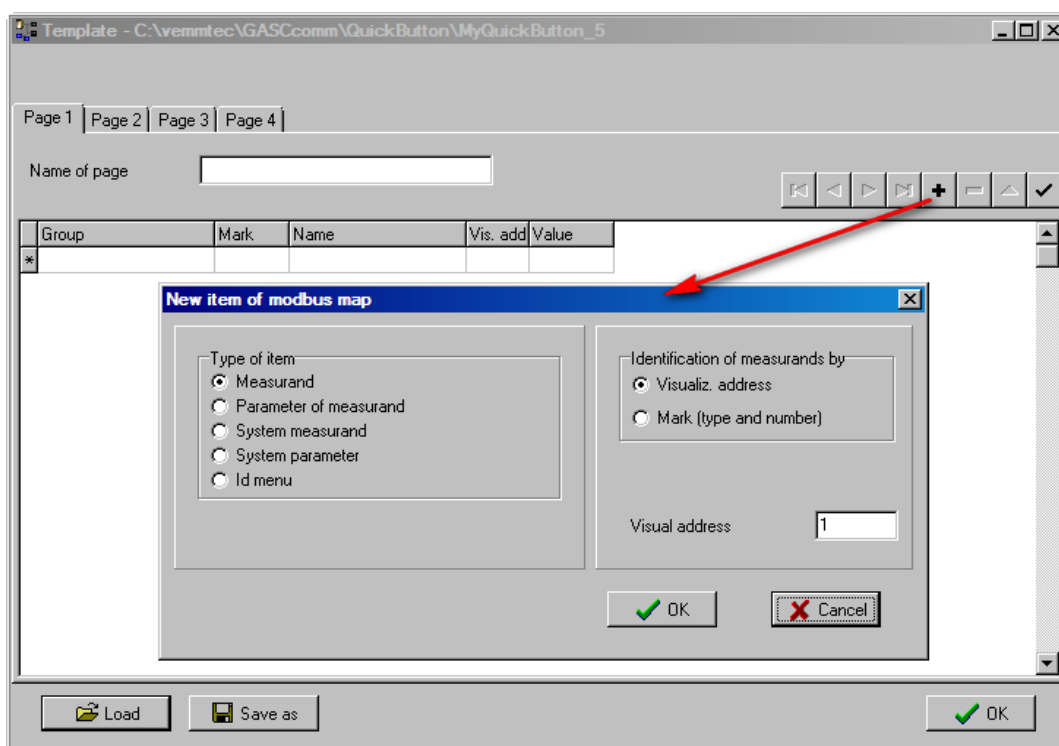 Template - C:\vemmtec\GASCcomm\QuickButton\MyQuickButton_5
Page 1 Page 2 Page 3 Page 4
Name of page
Group Mark Name Vis. add Value
New item of modbus map
Type of item
Measurand
Parameter of measurand
System measurand
System parameter
Id menu
Identification of measurands by
Visualiz. address
Mark (type and number)
Visual address 1
OK Cancel
Load Save as OK